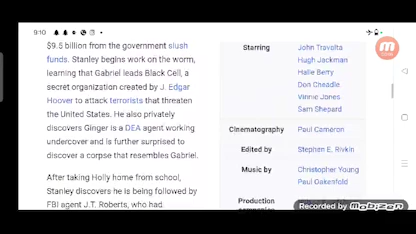 9:10
$9.5 billion from the government slush
funds. Stanley begins work on the worm,
learning that Gabriel leads Black Cell, a
secret organization created by J. Edgar
Hoover to attack terrorists that threaten
the United States. He also privately
discovers Ginger is a DEA agent working
undercover and is further surprised to
discover a corpse that resembles Gabriel.
After taking Holly home from school,
Stanley discovers he is being followed by
FBI agent J.T. Roberts, who had
Starring
John Travolta
Hugh Jackman
Halle Berry
Don Cheadle
Vinnie Jones
Sam Shepard
Cinematography
Paul Cameron
Edited by
Stephen E. Rivkin
Music by
Christopher Young
Paul Oakenfold
Production
Recorded by
Mobizen